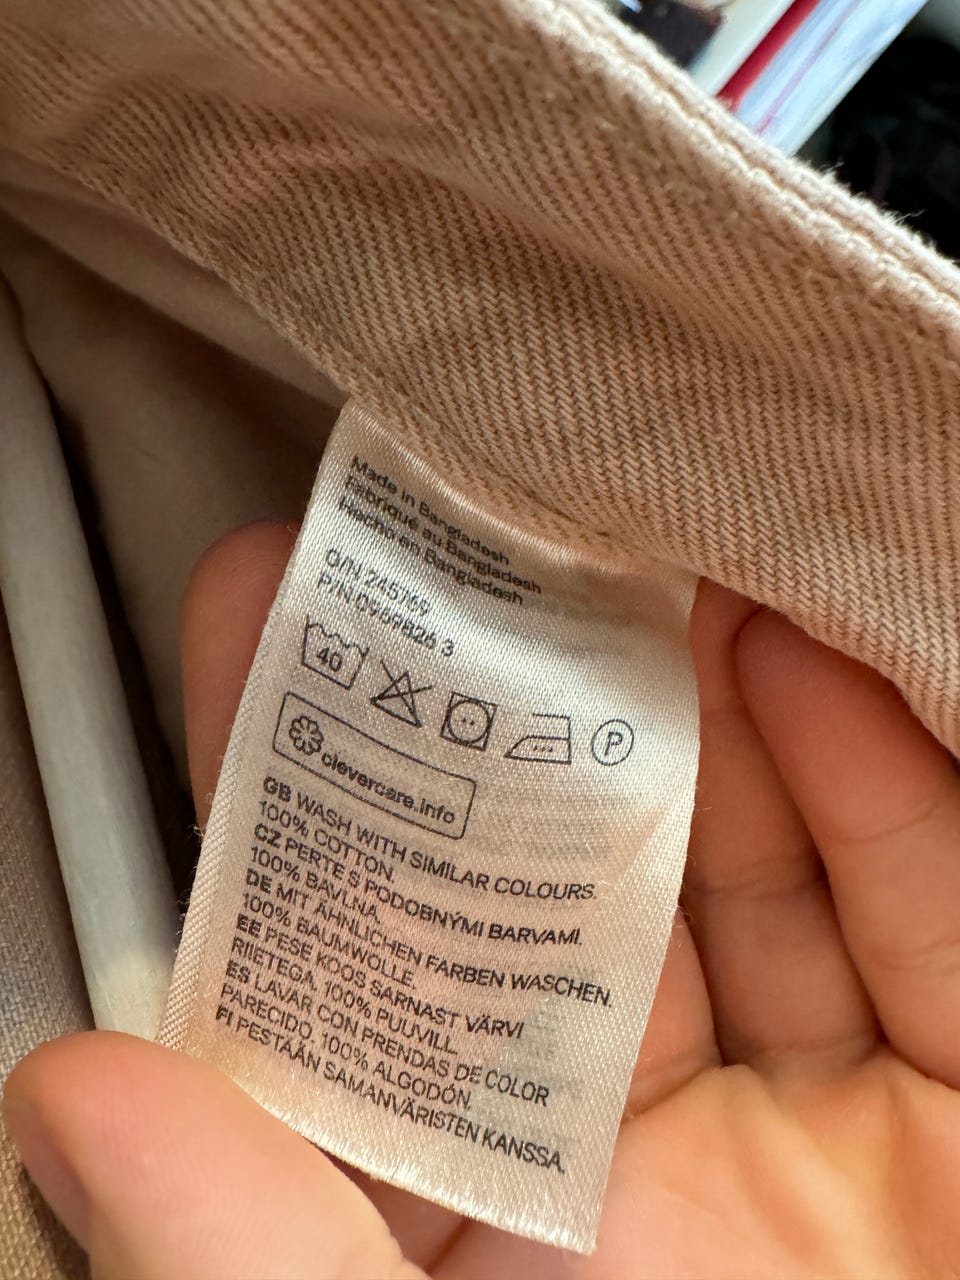 Made in Bangladesh
Fabriqué au Bangladesh
Hecho en Bangladesh
O/N 245769
P/N
40
P
clevercare.info
GB WASH WITH SIMILAR COLOURS.
100% COTTON.
CZ PERTE S PODOBNÝMI BARVAMI.
100% BAVLNA.
DE MIT ÄHNLICHEN FARBEN WASCHEN.
100% BAUMWOLLE.
EE PESE KOOS SARNAST VÄRVI
RIIETEGA. 100% PUUVILL.
ES LAVAR CON PRENDAS DE COLOR
PARECIDO. 100% ALGODÓN.
FI PESTÄÄN SAMANVÄRISTEN KANSSA.